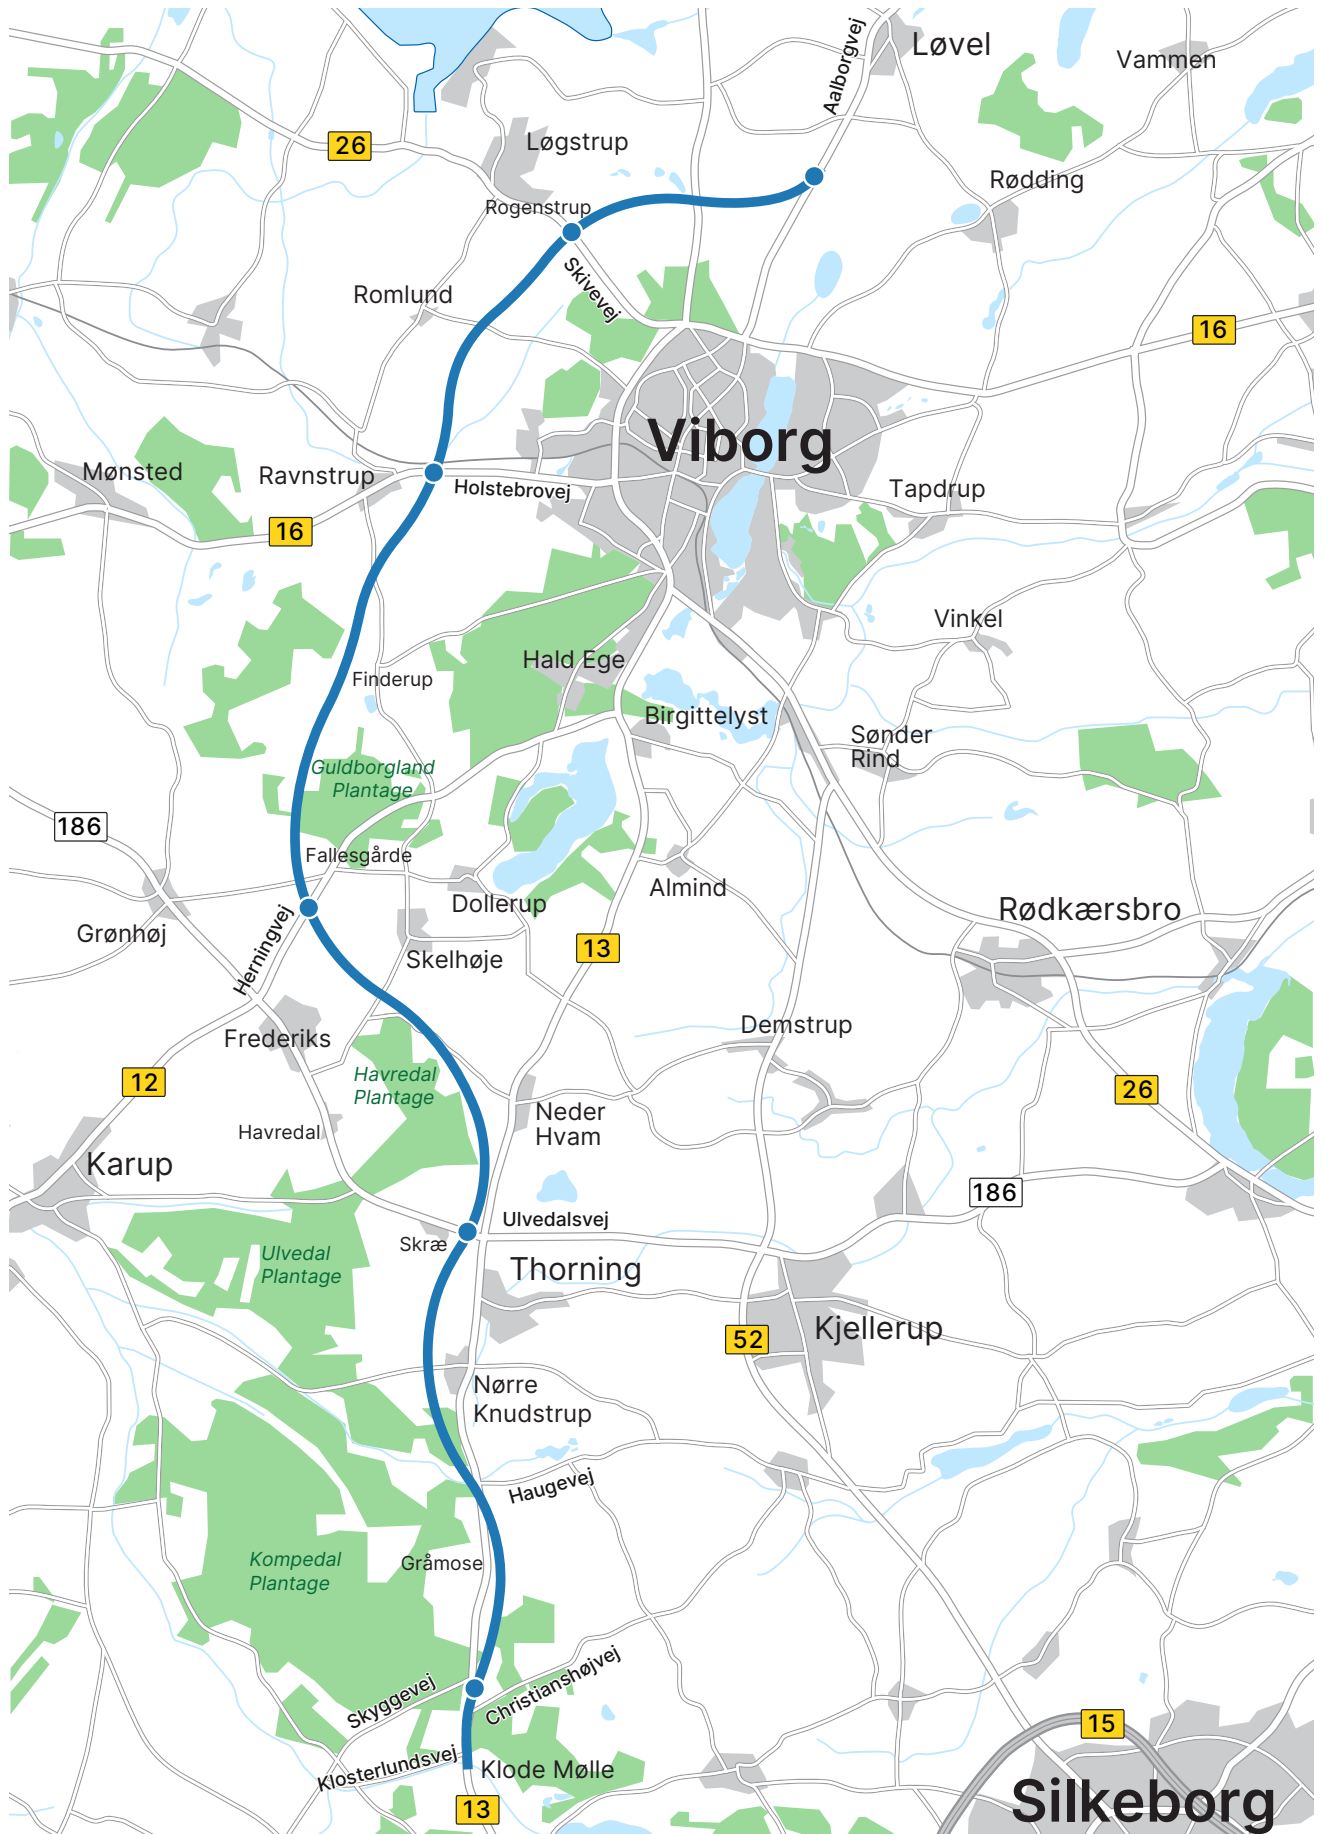 Løvel
Vammen
Aalborgvej
26
Løgstrup
Rødding
Rogenstrup
Skivevej
Romlund
16
Viborg
Mønsted
Ravnstrup
Holstebrovej
Tapdrup
16
Vinkel
Hald Ege
Finderup
Birgittelyst
Sønder
Rind
Guldborgland
Plantage
186
Fallesgårde
Almind
Dollerup
Rødkærsbro
Grønhøj
Herningvej
13
Skelhøje
Frederiks
Demstrup
Havredal
Plantage
12
26
Neder
Hvam
Havredal
Karup
186
Ulvedalsvej
Skræ
Ulvedal
Plantage
Thorning
52
Kjellerup
Nørre
Knudstrup
Haugevej
Kompedal
Plantage
Gråmose
Skyggevej
Christianshøjvej
15
Klosterlundsvej
Klode Mølle
13
Silkeborg